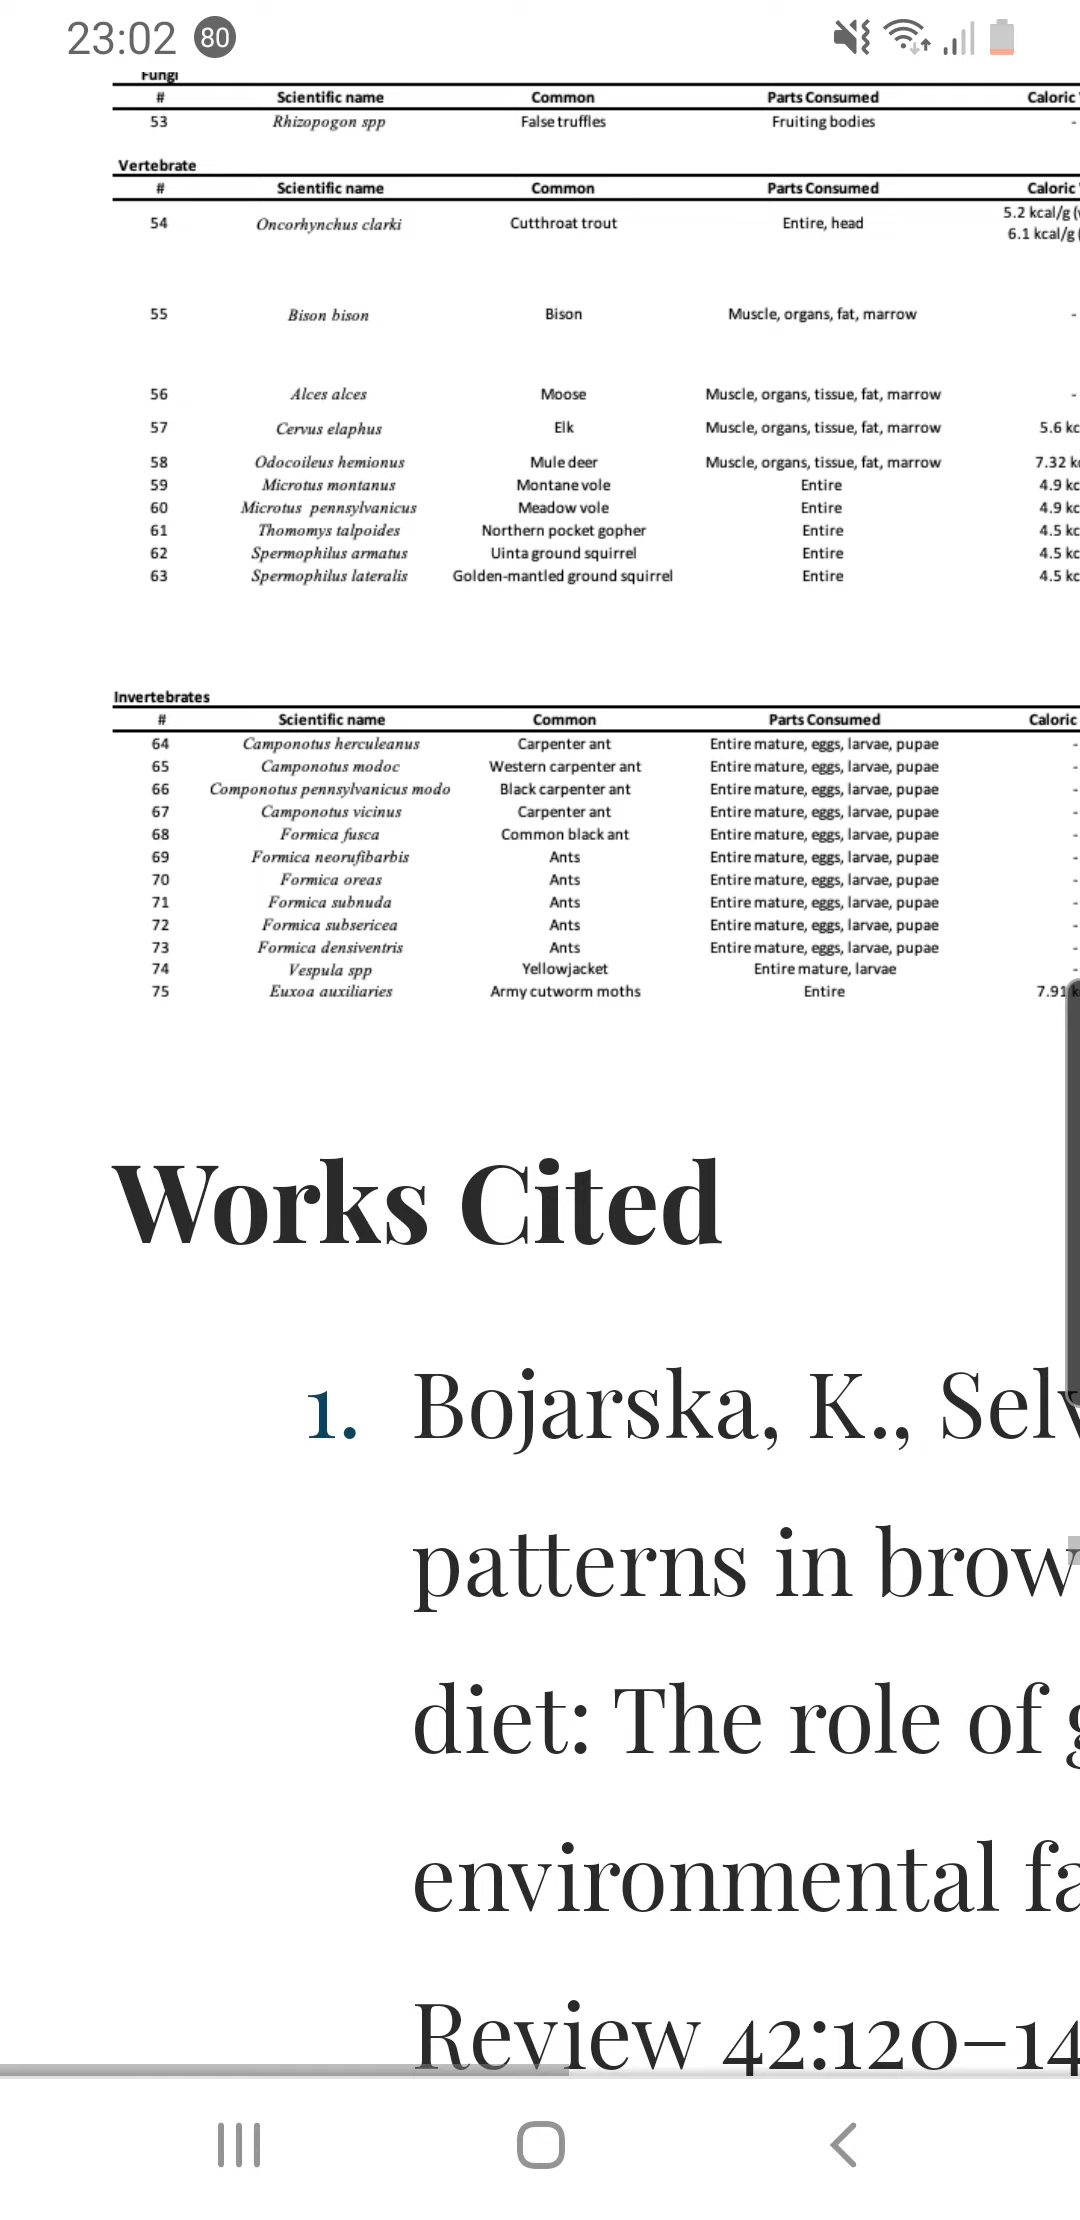 23:02 80
Fungi
# Scientific name Common Parts Consumed Caloric
53 Rhizopogon spp False truffles Fruiting bodies -
Vertebrate
# Scientific name Common Parts Consumed Caloric
54 Oncorhynchus clarki Cutthroat trout Entire, head 5.2 kcal/g (
6.1 kcal/g (
55 Bison bison Bison Muscle, organs, fat, marrow -
56 Alces alces Moose Muscle, organs, tissue, fat, marrow -
57 Cervus elaphus Elk Muscle, organs, tissue, fat, marrow 5.6 kc
58 Odocoileus hemionus Mule deer Muscle, organs, tissue, fat, marrow 7.32 k
59 Microtus montanus Montane vole Entire 4.9 kc
60 Microtus pennsylvanicus Meadow vole Entire 4.9 kc
61 Thomomys talpoides Northern pocket gopher Entire 4.5 kc
62 Spermophilus armatus Uinta ground squirrel Entire 4.5 kc
63 Spermophilus lateralis Golden-mantled ground squirrel Entire 4.5 kc
Invertebrates
# Scientific name Common Parts Consumed Caloric
64 Camponotus herculeanus Carpenter ant Entire mature, eggs, larvae, pupae -
65 Camponotus modoc Western carpenter ant Entire mature, eggs, larvae, pupae -
66 Componotus pennsylvanicus modo Black carpenter ant Entire mature, eggs, larvae, pupae -
67 Camponotus vicinus Carpenter ant Entire mature, eggs, larvae, pupae -
68 Formica fusca Common black ant Entire mature, eggs, larvae, pupae -
69 Formica neorufibarbis Ants Entire mature, eggs, larvae, pupae -
70 Formica oreas Ants Entire mature, eggs, larvae, pupae -
71 Formica subnuda Ants Entire mature, eggs, larvae, pupae -
72 Formica subsericea Ants Entire mature, eggs, larvae, pupae -
73 Formica densiventris Ants Entire mature, eggs, larvae, pupae -
74 Vespula spp Yellowjacket Entire mature, larvae -
75 Euxoa auxiliaries Army cutworm moths Entire 7.91 k
Works Cited
1. Bojarska, K., Selv
patterns in brow
diet: The role of g
environmental fa
Review 42:120–14